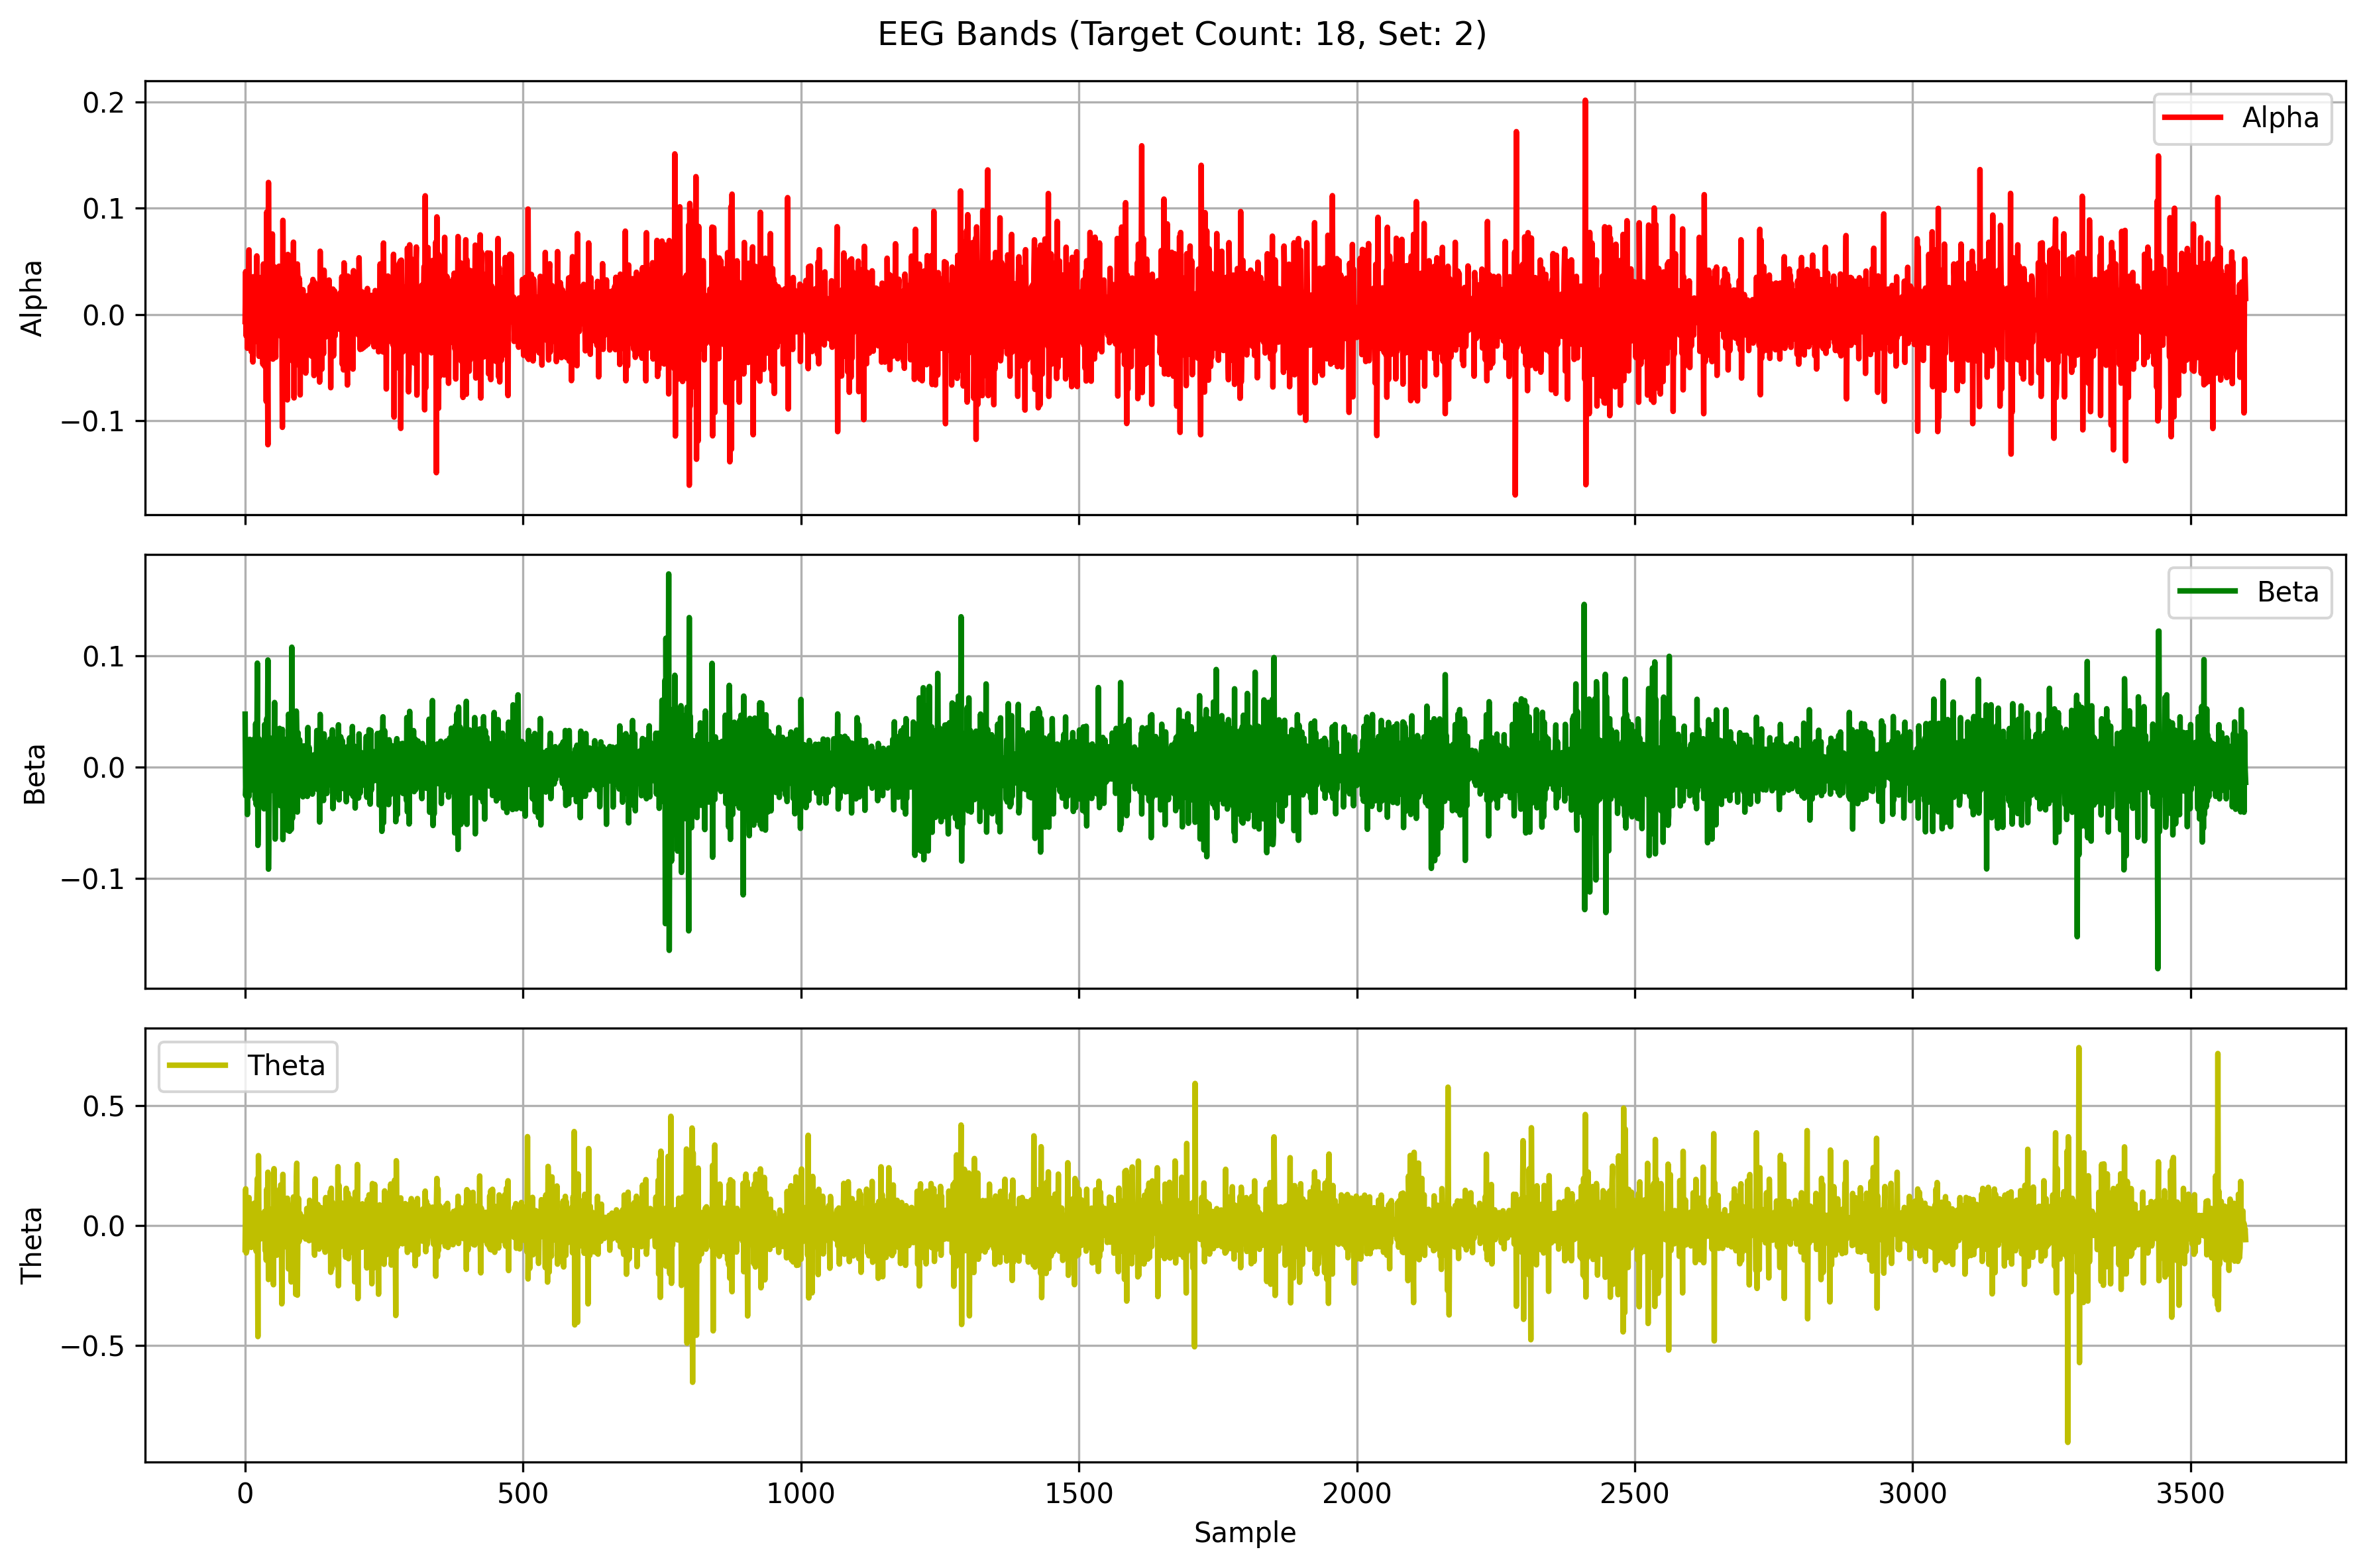 EEG Bands (Target Count: 18, Set: 2)
0.2
0.1
0.0
−0.1
Alpha
Alpha
0.1
0.0
−0.1
Beta
Beta
0.5
0.0
−0.5
Theta
Theta
0 500 1000 1500 2000 2500 3000 3500
Sample